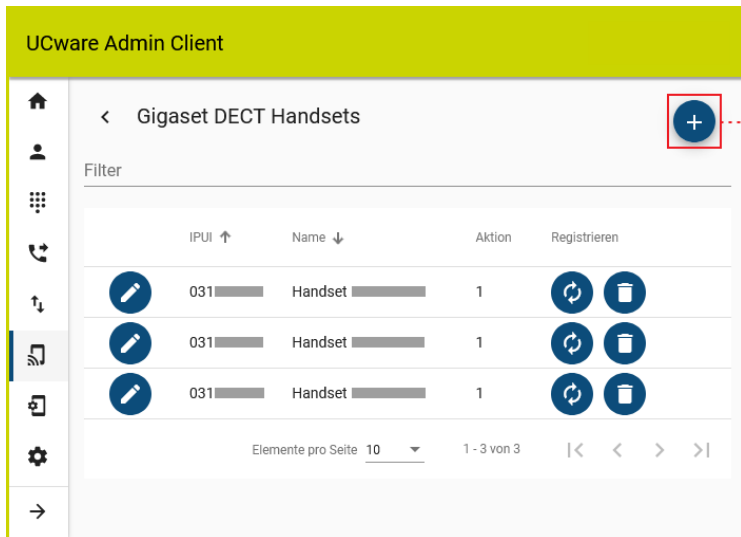 UCware Admin Client
Gigaset DECT Handsets
Filter
IPUI Name Aktion Registrieren
031 Handset 1
031 Handset 1
031 Handset 1
Elemente pro Seite 10 1 - 3 von 3